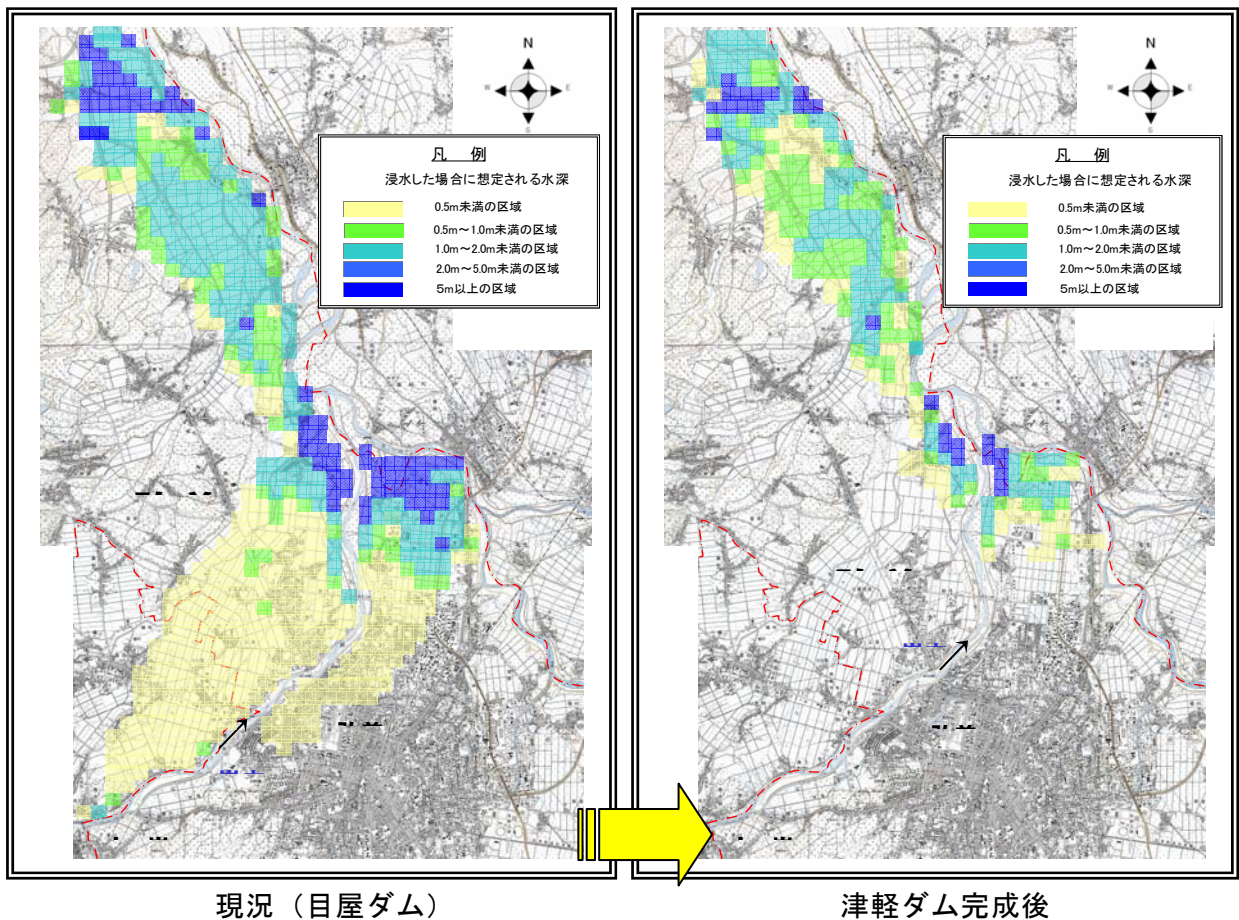 N
W
E
S
凡 例
浸水した場合に想定される水深
0.5m未満の区域
0.5m~1.0m未満の区域
1.0m~2.0m未満の区域
2.0m~5.0m未満の区域
5m以上の区域
現況(目屋ダム)
N
W
E
S
凡 例
浸水した場合に想定される水深
0.5m未満の区域
0.5m~1.0m未満の区域
1.0m~2.0m未満の区域
2.0m~5.0m未満の区域
5m以上の区域
津軽ダム完成後